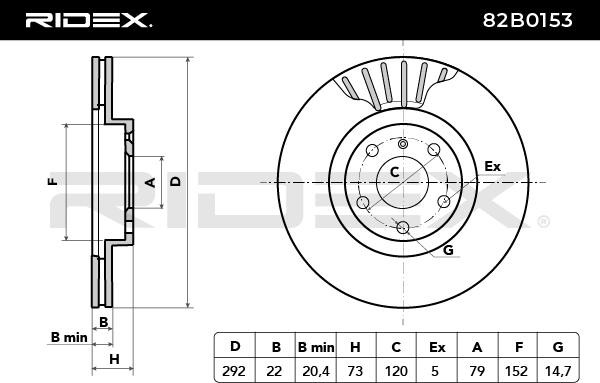 RIDEX. 82B0153
F
A
D
C
Ex
G
B
B min
H
RIDEX®
D B B min H C Ex A F G
292 22 20,4 73 120 5 79 152 14,7